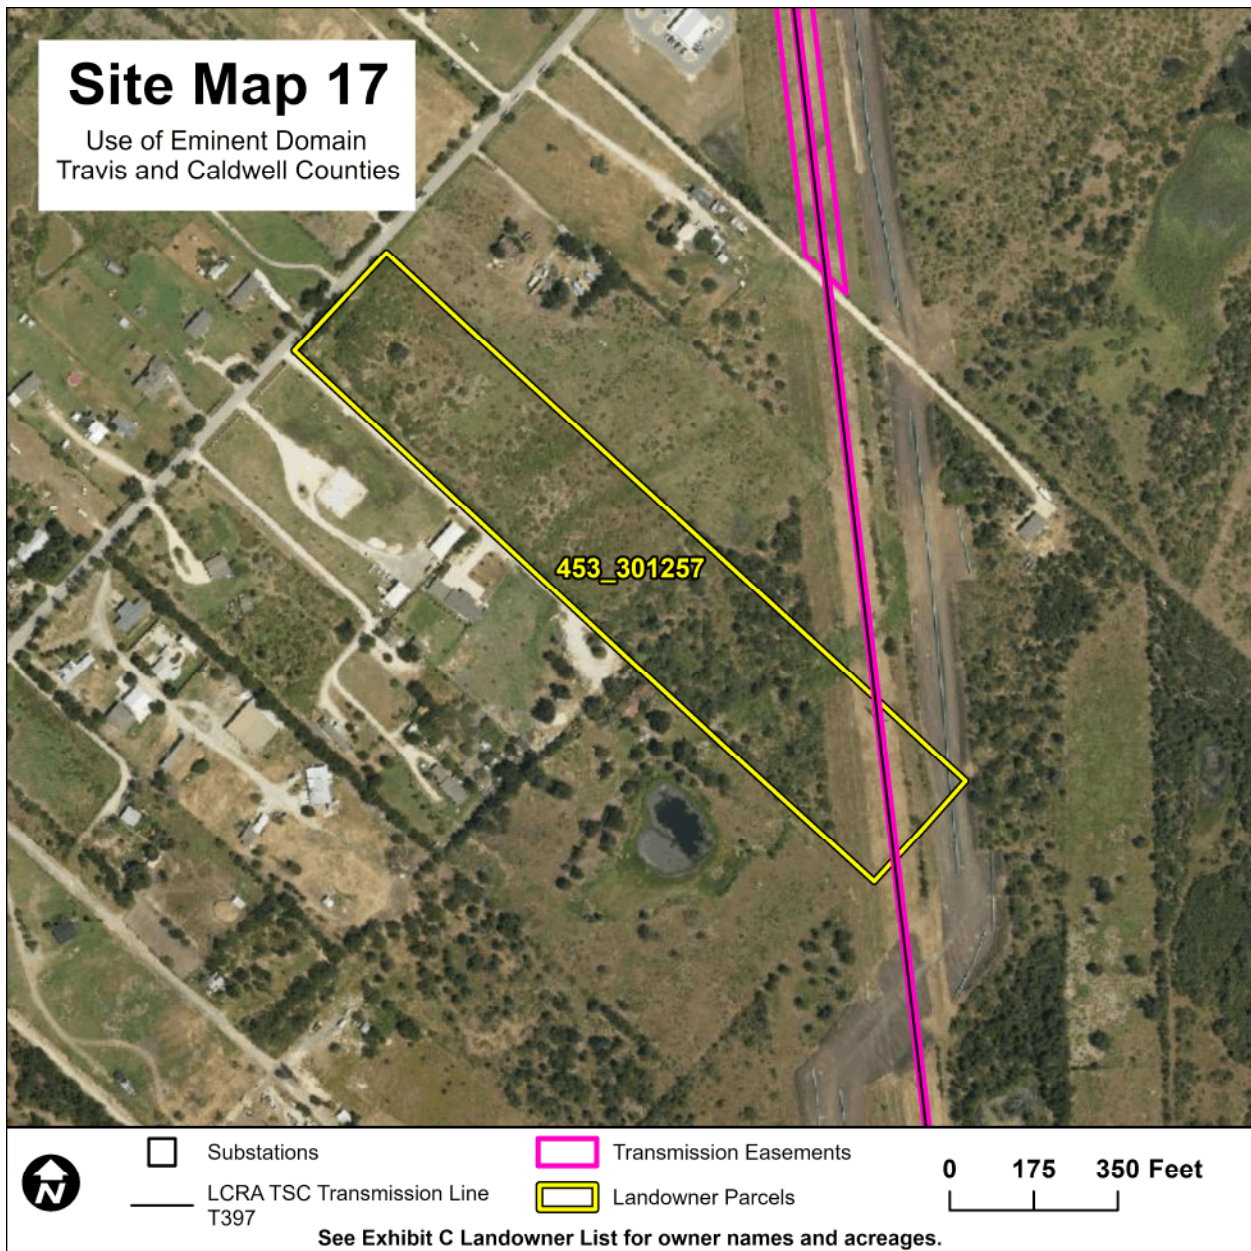 Site Map 17
Use of Eminent Domain
Travis and Caldwell Counties
453_301257
N
Substations
LCRA TSC Transmission Line
T397
Transmission Easements
Landowner Parcels
0 175 350 Feet
See Exhibit C Landowner List for owner names and acreages.